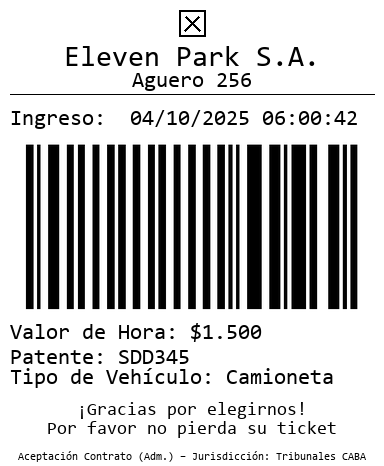 Eleven Park S.A.
Aguero 256
Ingreso: 04/10/2025 06:00:42
Valor de Hora: $1.500
Patente: SDD345
Tipo de Vehículo: Camioneta
¡Gracias por elegirnos!
Por favor no pierda su ticket
Aceptación Contrato (Adm.) – Jurisdicción: Tribunales CABA